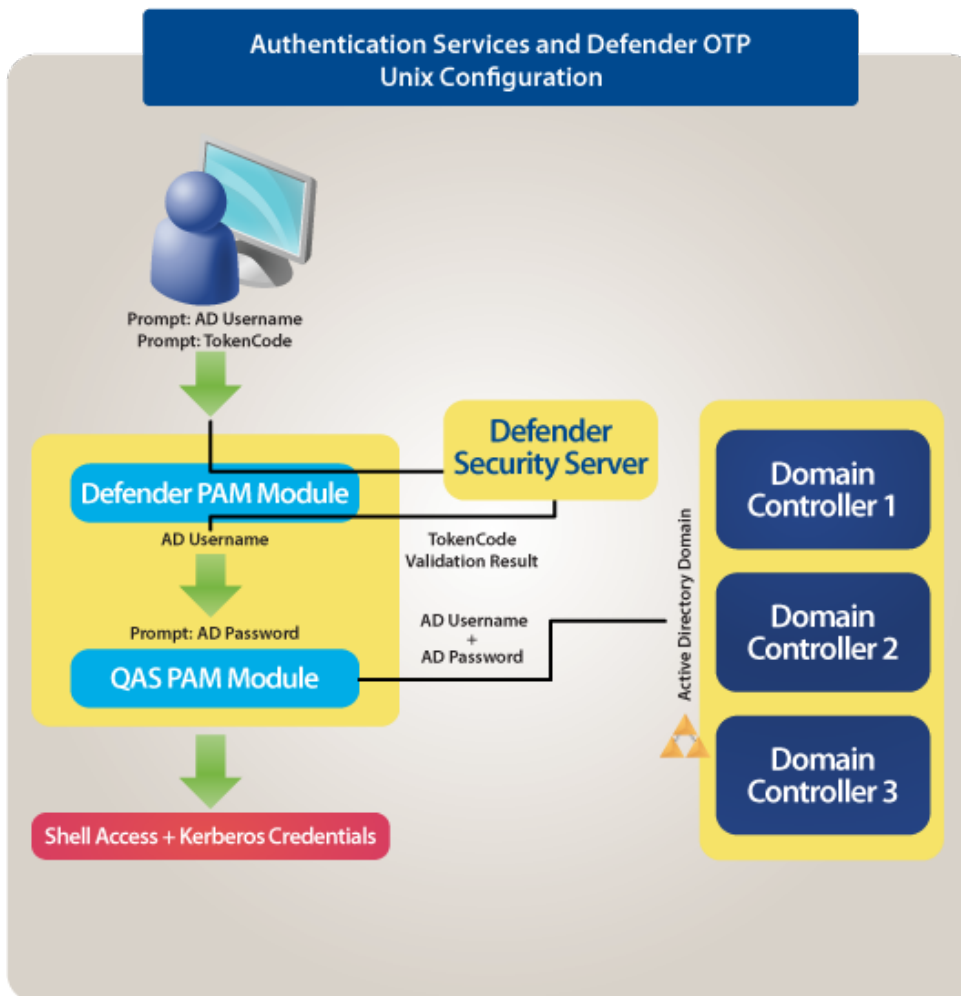 Authentication Services and Defender OTP
Unix Configuration
Prompt: AD Username
Prompt: TokenCode
Defender
Security Server
Defender PAM Module
AD Username
TokenCode
Validation Result
Prompt: AD Password
AD Username
+
AD Password
QAS PAM Module
Shell Access + Kerberos Credentials
Active Directory Domain
Domain
Controller 1
Domain
Controller 2
Domain
Controller 3